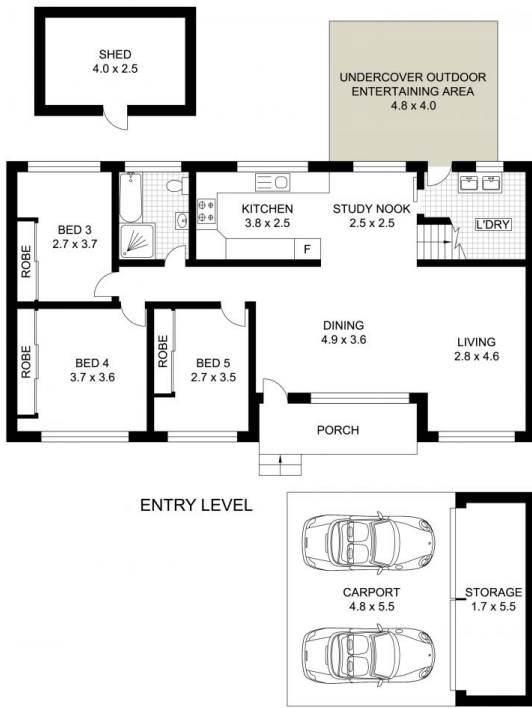 SHED
4.0 x 2.5
UNDERCOVER OUTDOOR
ENTERTAINING AREA
4.8 x 4.0
BED 3
2.7 x 3.7
ROBE
KITCHEN
3.8 x 2.5
F
STUDY NOOK
2.5 x 2.5
L'DRY
ROBE
BED 4
3.7 x 3.6
ROBE
BED 5
2.7 x 3.5
DINING
4.9 x 3.6
LIVING
2.8 x 4.6
PORCH
ENTRY LEVEL
CARPORT
4.8 x 5.5
STORAGE
1.7 x 5.5